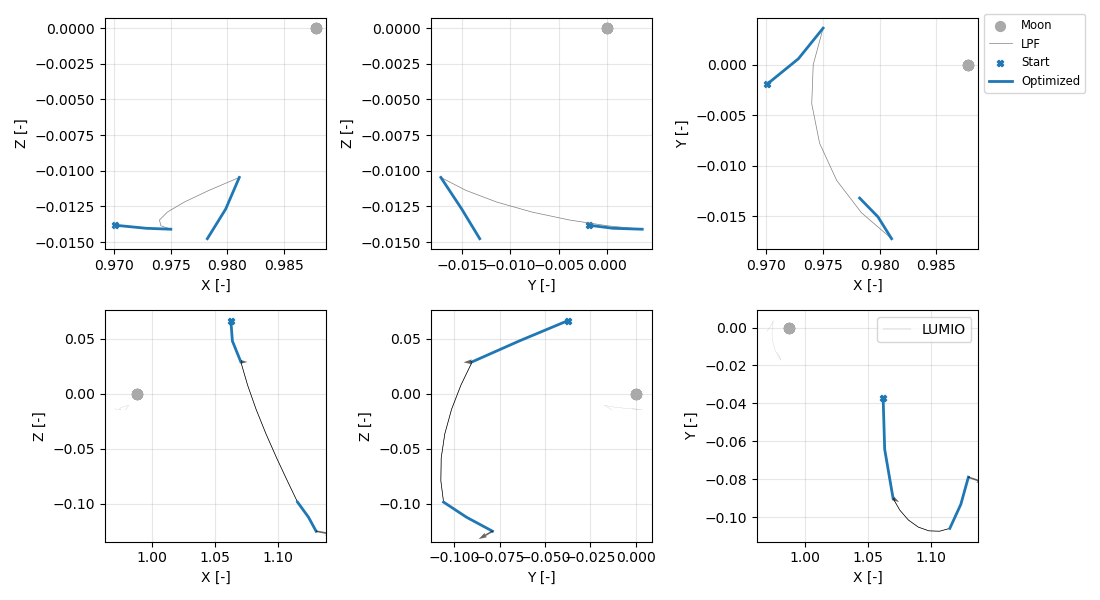 0.0000
−0.0025
−0.0050
−0.0075
−0.0100
−0.0125
−0.0150
Z [-]
0.970 0.975 0.980 0.985
X [-]
0.0000
−0.0025
−0.0050
−0.0075
−0.0100
−0.0125
−0.0150
Z [-]
−0.015 −0.010 −0.005 0.000
Y [-]
0.000
−0.005
−0.010
−0.015
Y [-]
0.970 0.975 0.980 0.985
X [-]
Moon
LPF
Start
Optimized
0.05
0.00
−0.05
−0.10
Z [-]
1.00 1.05 1.10
X [-]
0.05
0.00
−0.05
−0.10
Z [-]
−0.100 −0.075 −0.050 −0.025 0.000
Y [-]
0.00
−0.02
−0.04
−0.06
−0.08
−0.10
Y [-]
1.00 1.05 1.10
X [-]
LUMIO